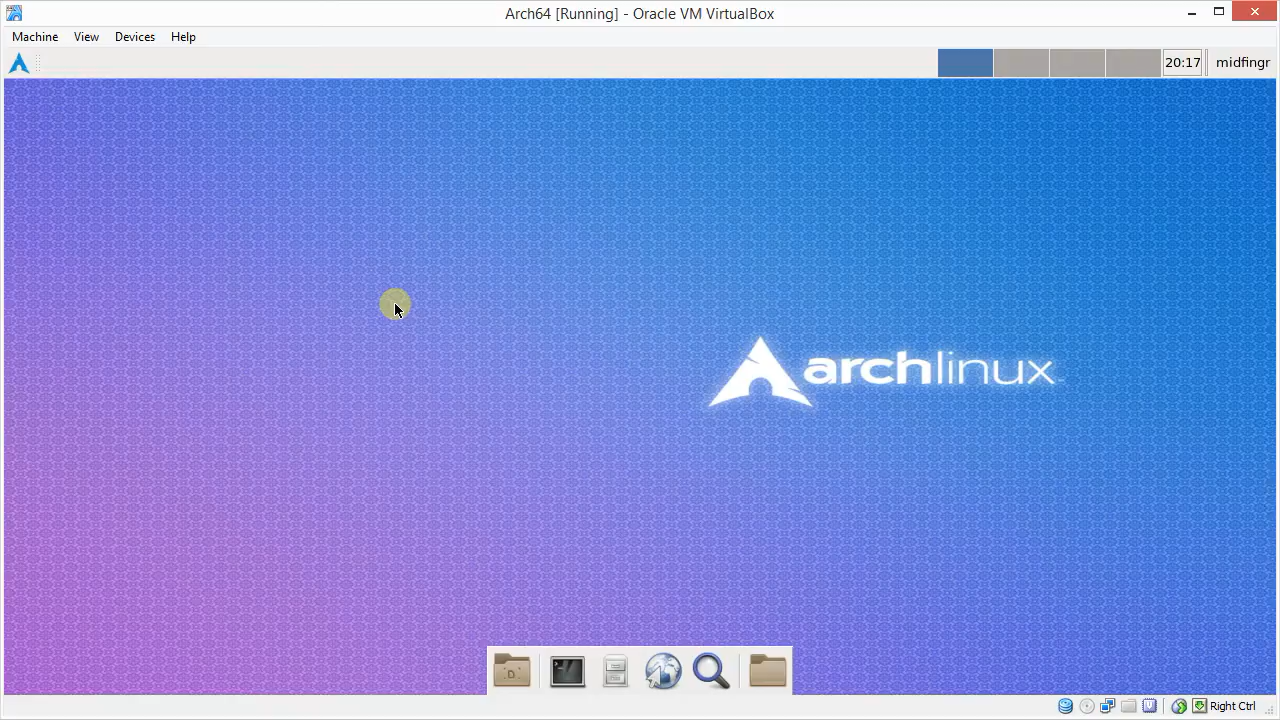 Arch64 [Running] - Oracle VM VirtualBox
Machine View Devices Help
20:17 midfingr
archlinux
Right Ctrl